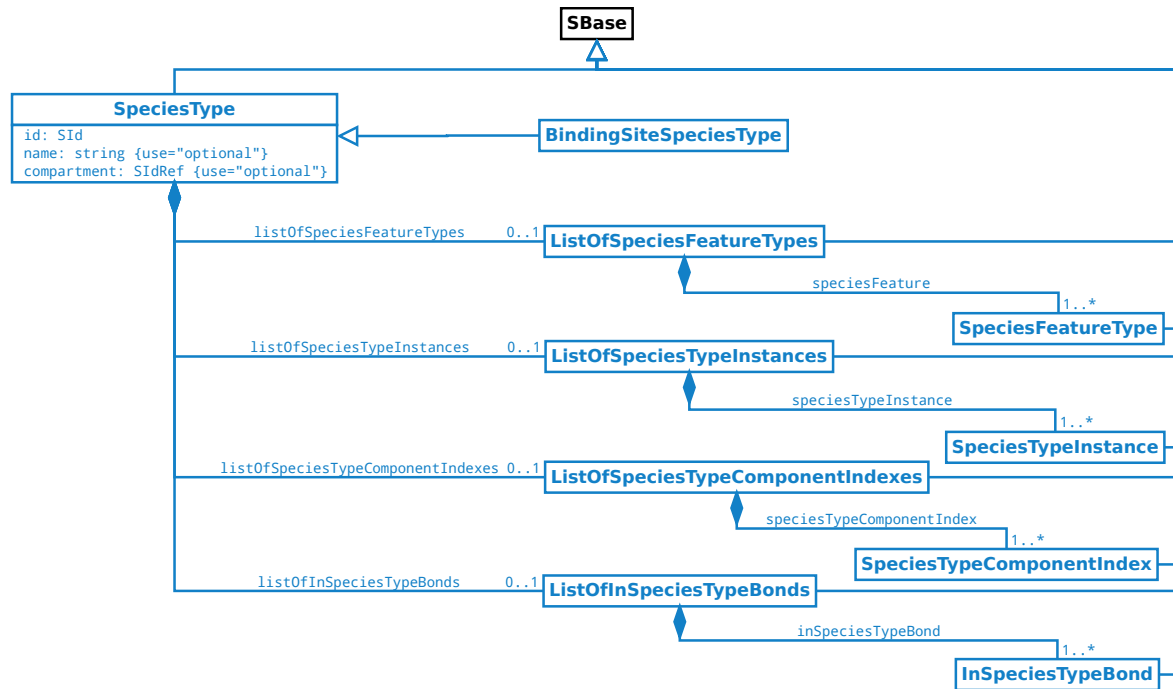 SBase
SpeciesType
id: SId
name: string {use="optional"}
compartment: SIdRef {use="optional"}
BindingSiteSpeciesType
listOfSpeciesFeatureTypes 0..1 ListOfSpeciesFeatureTypes
speciesFeature
1..*
SpeciesFeatureType
listOfSpeciesTypeInstances 0..1 ListOfSpeciesTypeInstances
speciesTypeInstance
1..*
SpeciesTypeInstance
listOfSpeciesTypeComponentIndexes 0..1 ListOfSpeciesTypeComponentIndexes
speciesTypeComponentIndex
1..*
SpeciesTypeComponentIndex
listOfInSpeciesTypeBonds 0..1 ListOfInSpeciesTypeBonds
inSpeciesTypeBond
1..*
InSpeciesTypeBond